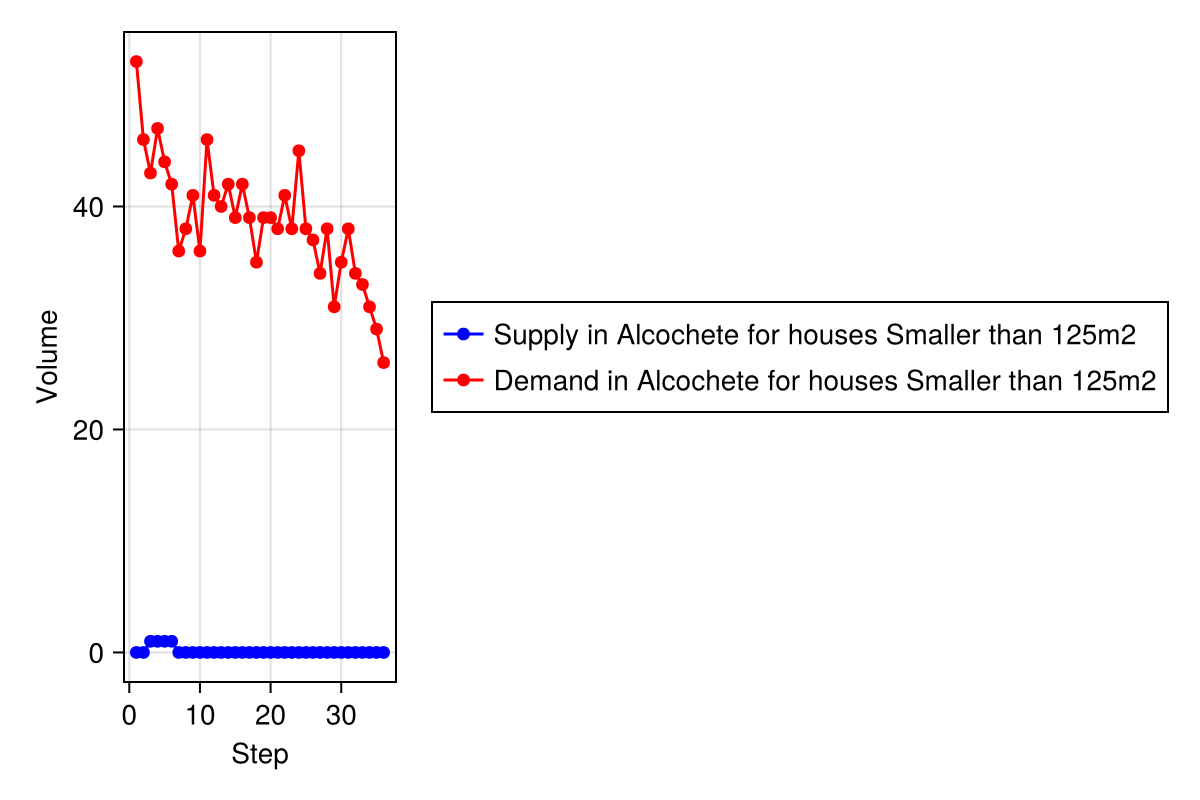 Volume
40
20
0
0 10 20 30
Step
Supply in Alcochete for houses Smaller than 125m2
Demand in Alcochete for houses Smaller than 125m2